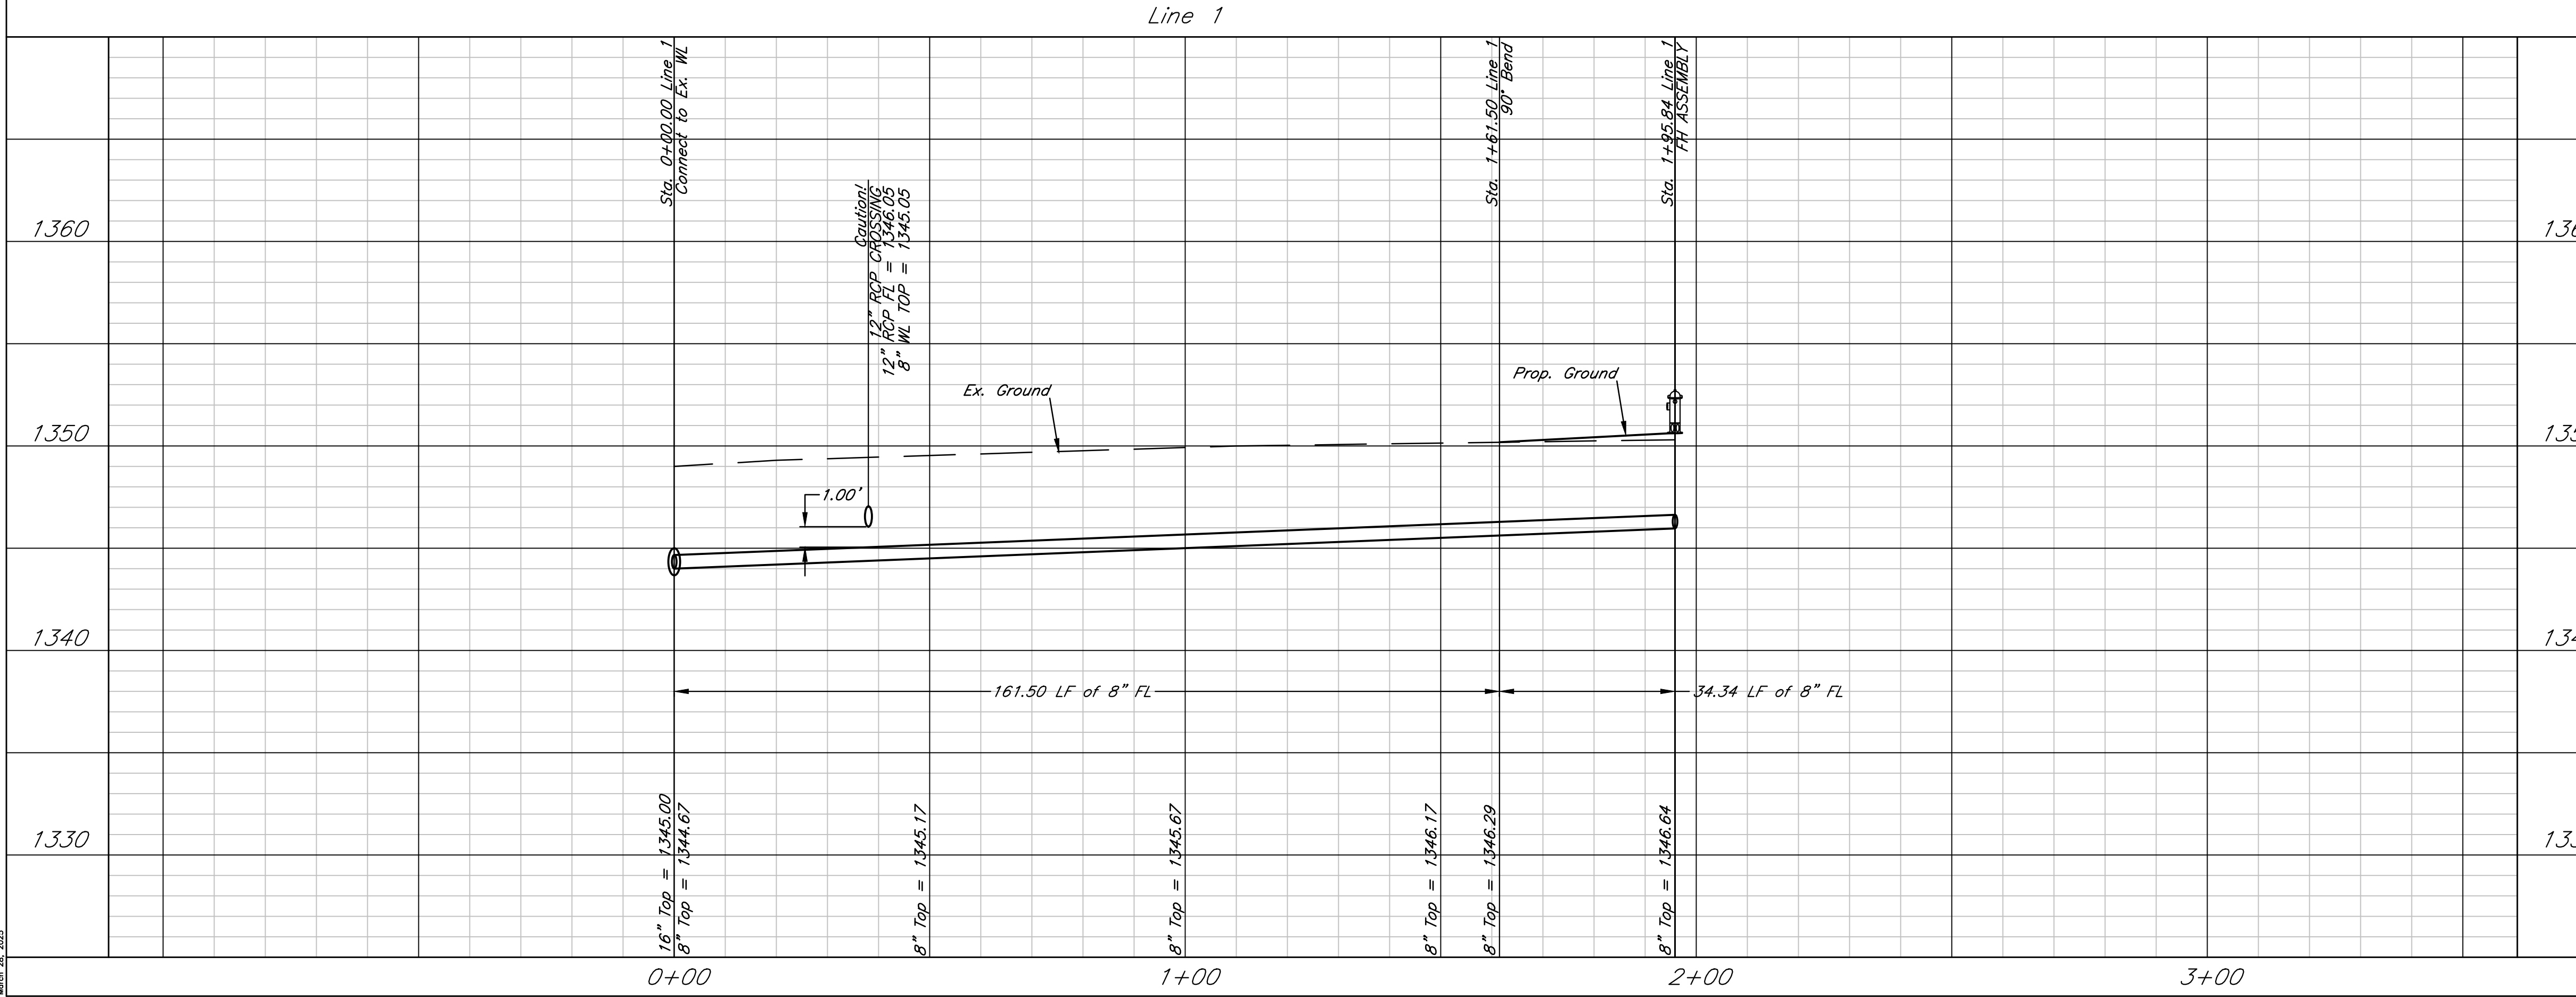 Line 1
Sta. 0+00.00 Line 1
Connect to Ex. WL
Sta. 1+61.50 Line 1
90° Bend
Sta. 1+95.84 Line 1
FH ASSEMBLY
Caution!
12" RCP CROSSING
12" RCP FL = 1346.05
8" WL TOP = 1345.05
1360
Ex. Ground
Prop. Ground
1350
1.00'
1340
161.50 LF of 8" FL
34.34 LF of 8" FL
1330
16" Top = 1345.00
8" Top = 1344.67
8" Top = 1345.17
8" Top = 1345.67
8" Top = 1346.17
8" Top = 1346.29
8" Top = 1346.64
0+00
1+00
2+00
3+00